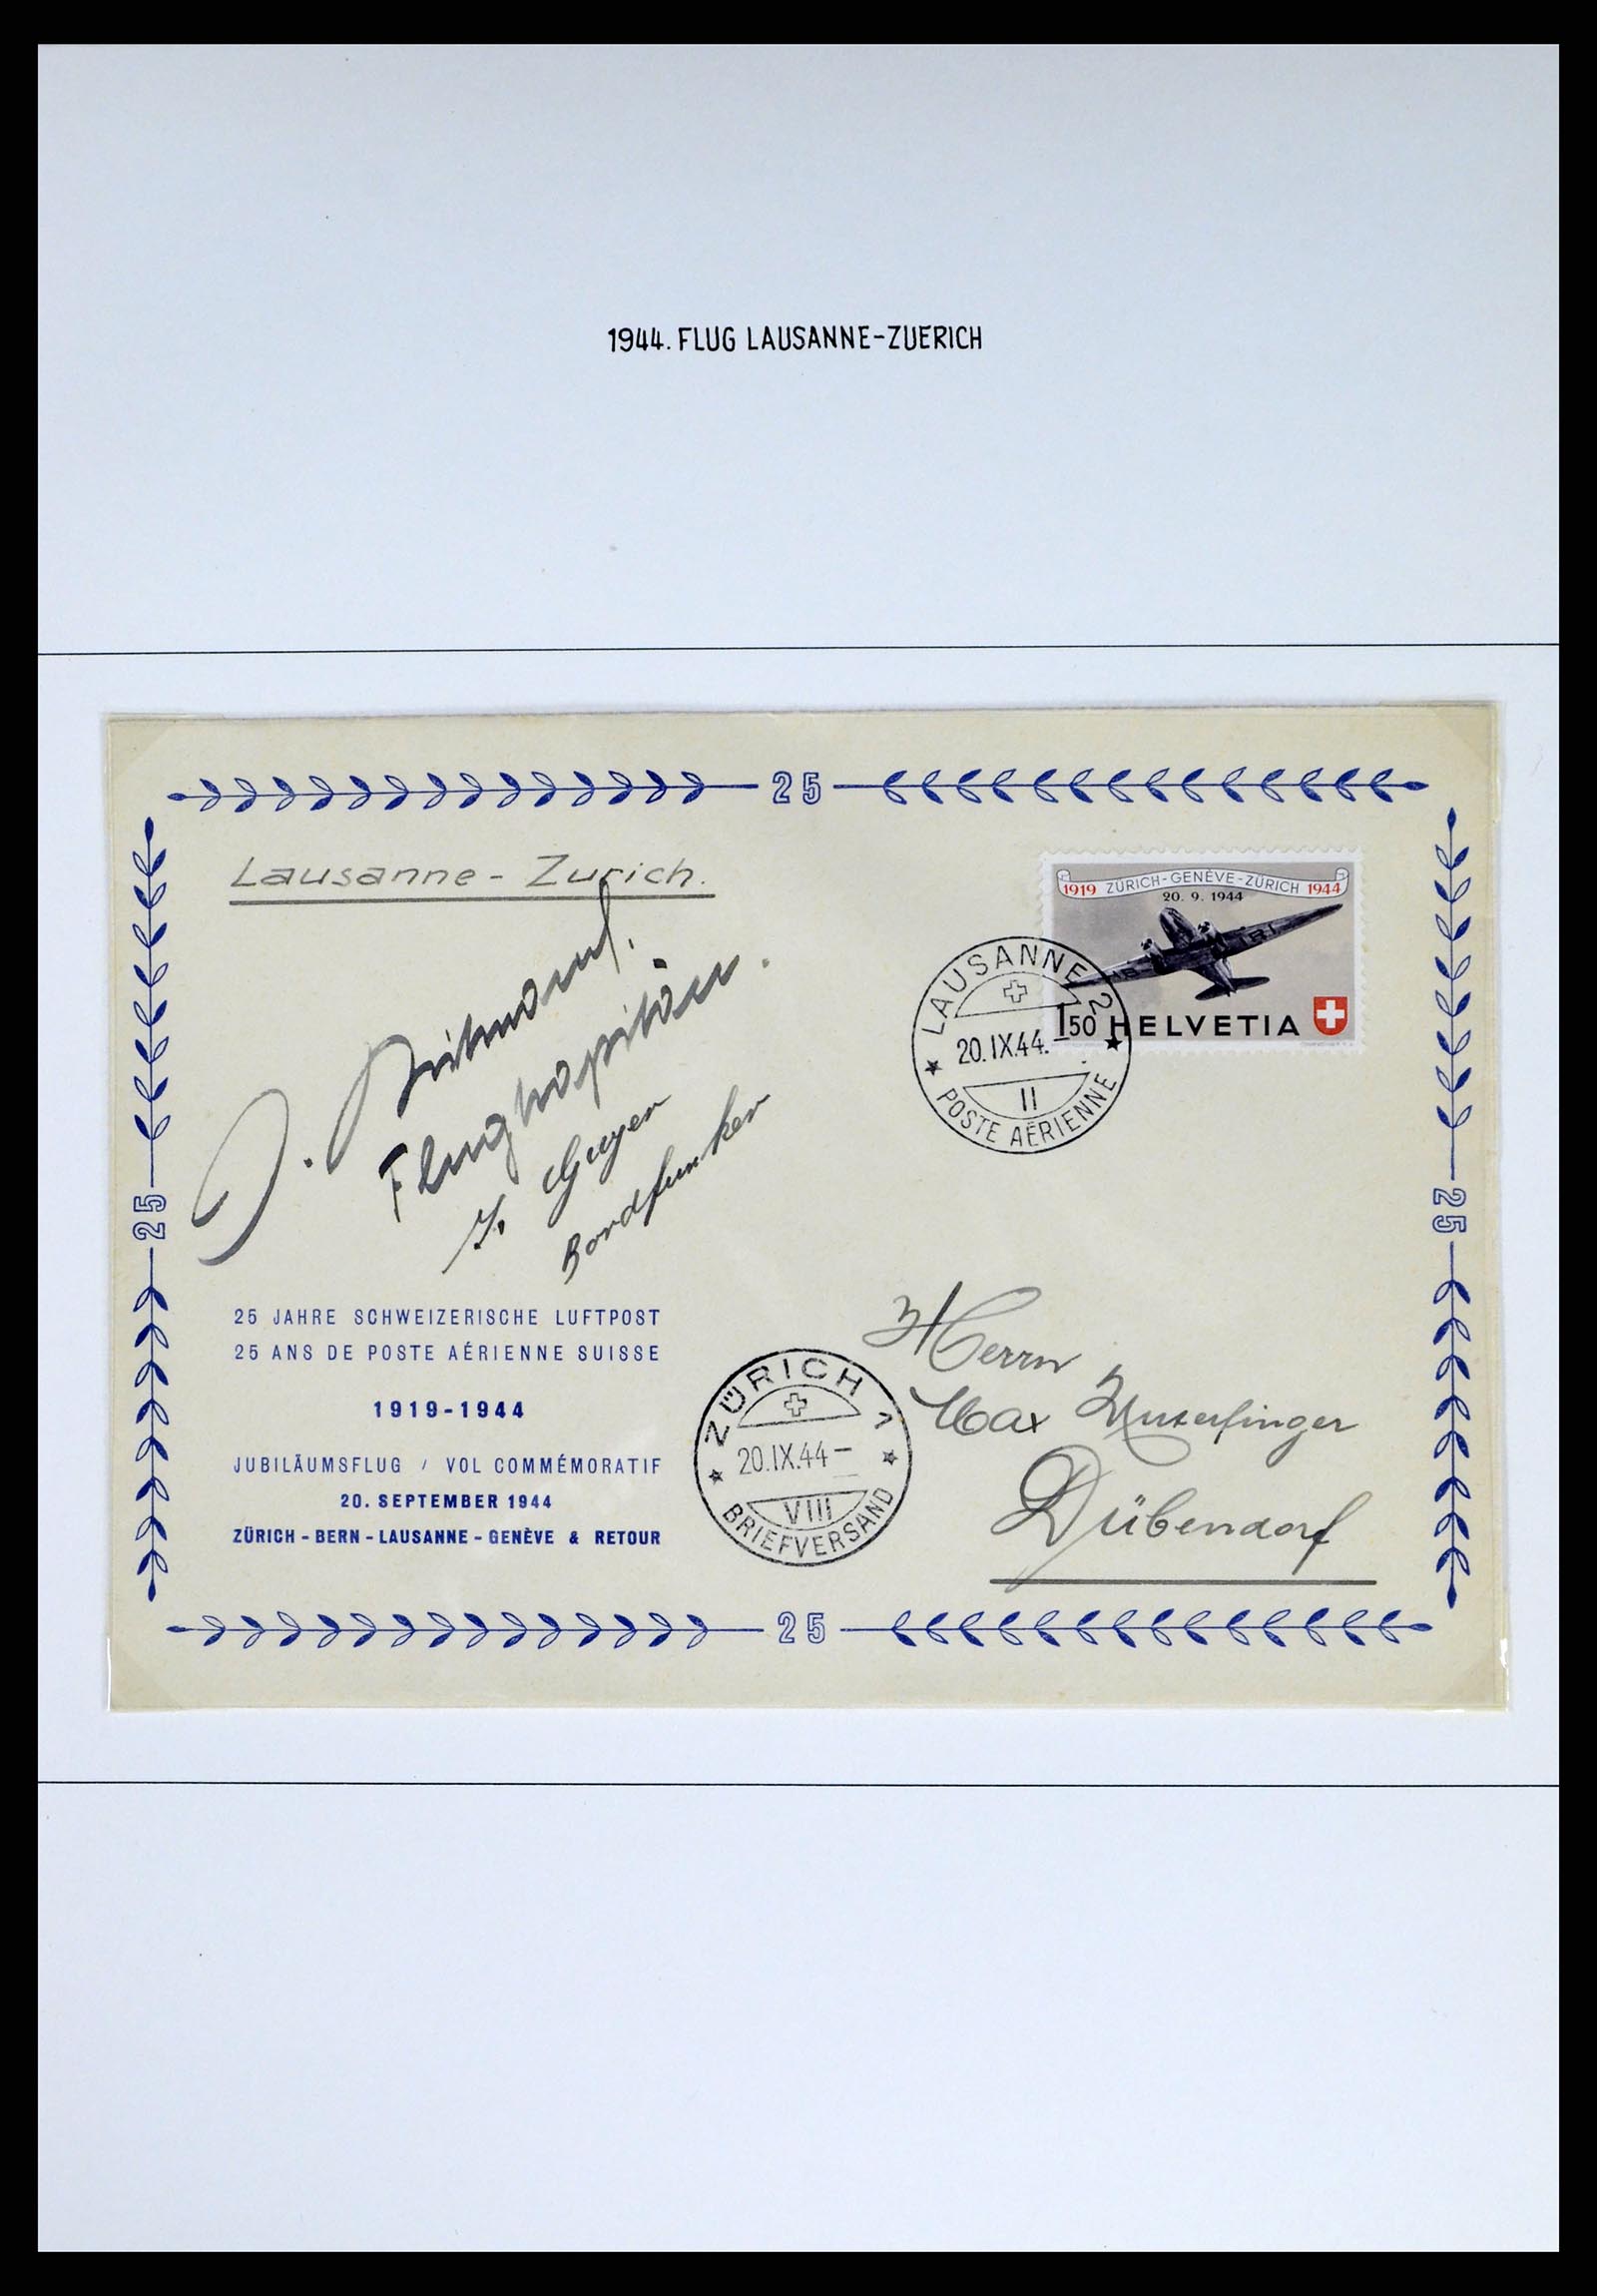 1944. FLUG LAUSANNE-ZUERICH
25
Lausanne - Zurich.
1919 ZÜRICH-GENÈVE-ZÜRICH 1944
20. 9. 1944
150 HELVETIA
LAUSANNE 2
20.IX.44.
II
POSTE AÉRIENNE
J.
Flugkapitän.
Bordfunker
25
25
25 JAHRE SCHWEIZERISCHE LUFTPOST
25 ANS DE POSTE AÉRIENNE SUISSE
1919-1944
JUBILÄUMSFLUG / VOL COMMÉMORATIF
20. SEPTEMBER 1944
ZÜRICH - BERN - LAUSANNE - GENÈVE & RETOUR
ZÜRICH 1
20.IX.44-
VIII
BRIEFVERSAND
Herrn
Max
Dübendorf
25